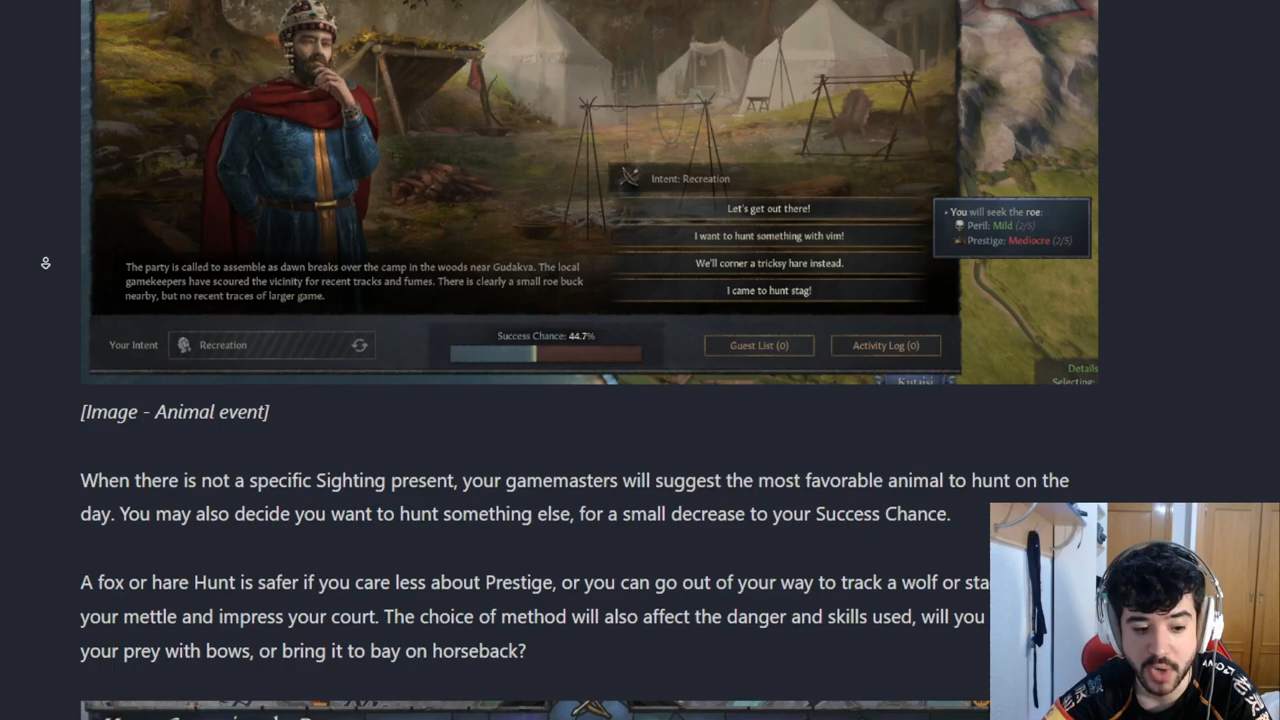 Intent: Recreation
Let's get out there!
I want to hunt something with vim!
We'll corner a tricksy hare instead.
I came to hunt stag!
You will seek the roe:
Peril: Mild (2/5)
Prestige: Mediocre (2/5)
The party is called to assemble as dawn breaks over the camp in the woods near Gudakva. The local
gamekeepers have scoured the vicinity for recent tracks and fumes. There is clearly a small roe buck
nearby, but no recent traces of larger game.
Your Intent
Recreation
Success Chance: 44.7%
Guest List (0)
Activity Log (0)
Details
Kutaisi
Selecting:
[Image - Animal event]
When there is not a specific Sighting present, your gamemasters will suggest the most favorable animal to hunt on the
day. You may also decide you want to hunt something else, for a small decrease to your Success Chance.
A fox or hare Hunt is safer if you care less about Prestige, or you can go out of your way to track a wolf or sta
your mettle and impress your court. The choice of method will also affect the danger and skills used, will you
your prey with bows, or bring it to bay on horseback?